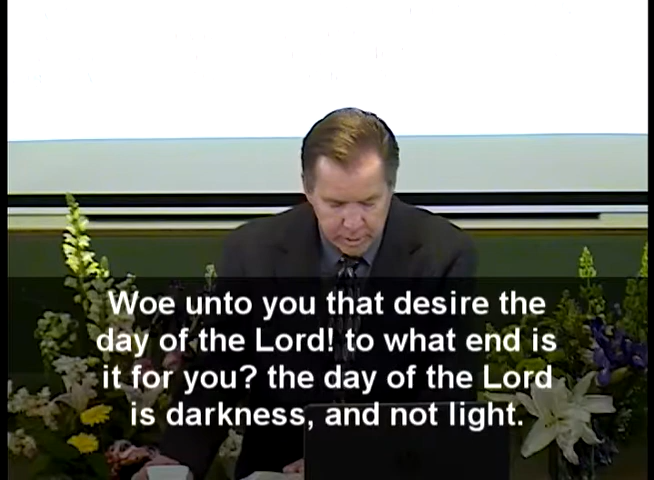 Woe unto you that desire the
day of the Lord! to what end is
it for you? the day of the Lord
is darkness, and not light.